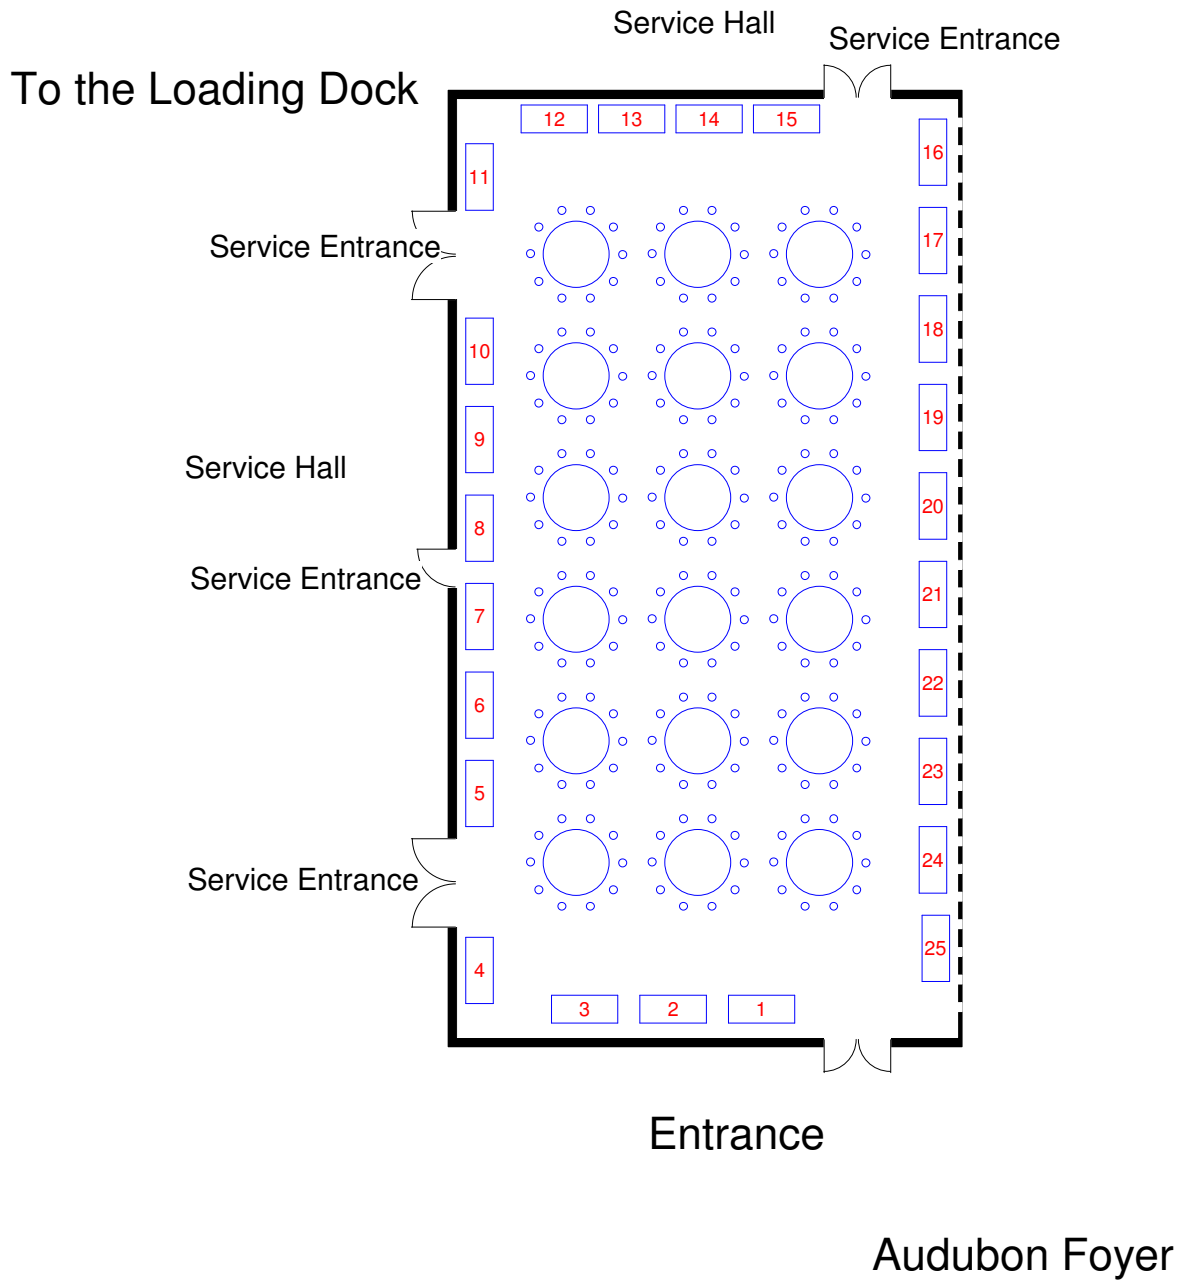 Service Hall
Service Entrance
To the Loading Dock
12 13 14 15
16
11
17
Service Entrance
18
10
19
9
Service Hall
20
8
Service Entrance
21
7
22
6
23
5
24
Service Entrance
25
4
3 2 1
Entrance
Audubon Foyer